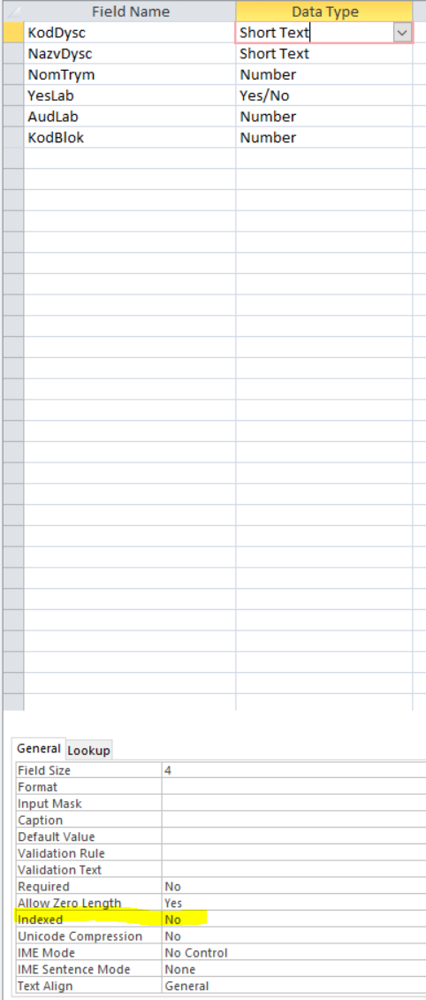 Field Name Data Type
KodDysc Short Text
NazvDysc Short Text
NomTrym Number
YesLab Yes/No
AudLab Number
KodBlok Number
General Lookup
Field Size 4
Format
Input Mask
Caption
Default Value
Validation Rule
Validation Text
Required No
Allow Zero Length Yes
Indexed No
Unicode Compression No
IME Mode No Control
IME Sentence Mode None
Text Align General